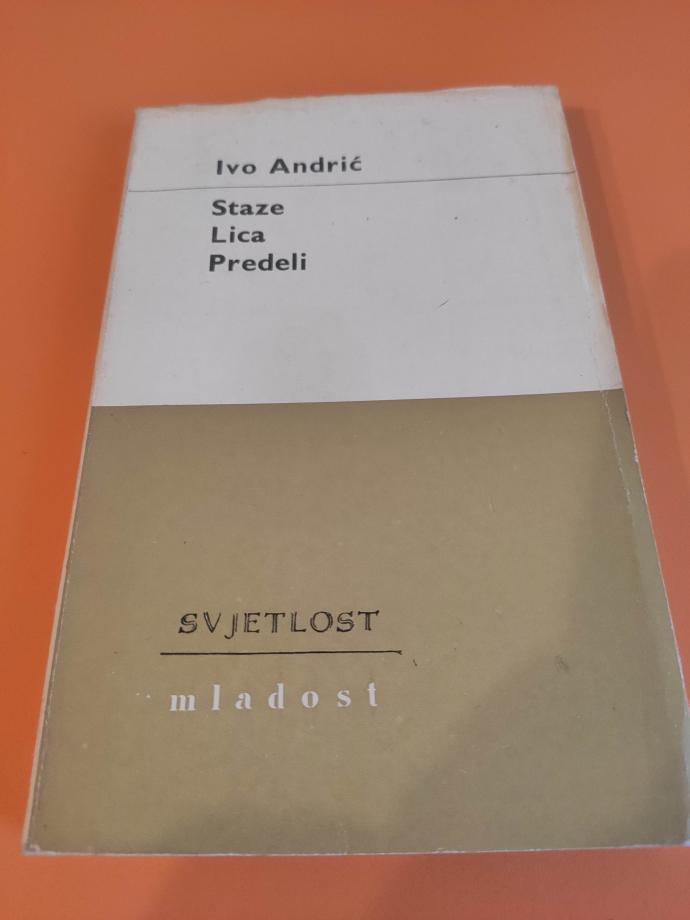 Ivo Andrić
Staze
Lica
Predeli
SVJETLOST
mladost